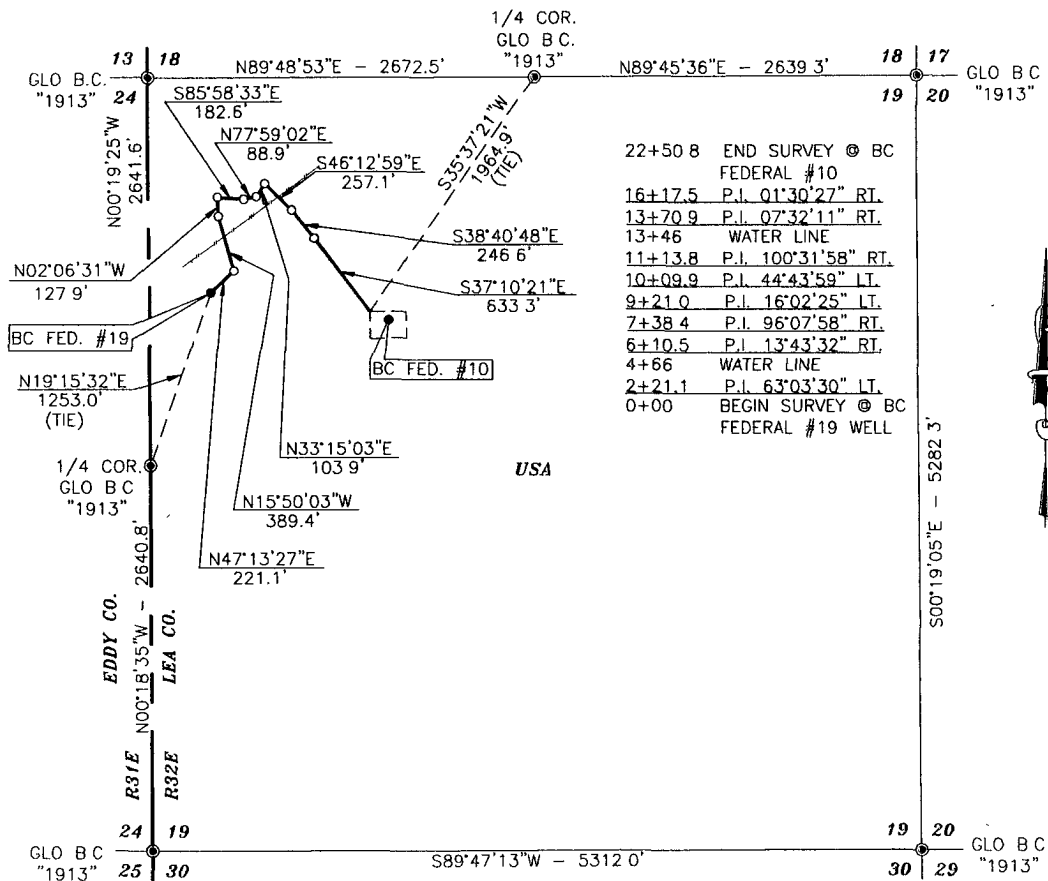 1/4 COR.
GLO B C.
"1913"
13 18
GLO B.C.
"1913" 24
N89°48'53"E - 2672.5'
N89°45'36"E - 2639 3'
18 17
19 20
GLO B C
"1913"
S85°58'33"E
182.6'
N77°59'02"E
88.9'
S46°12'59"E
257.1'
S35°37'21"W
1964.9'
(TIE)
N00°19'25"W
2641.6'
22+50 8 END SURVEY @ BC
FEDERAL #10
16+17.5 P.I. 01°30'27" RT.
13+70.9 P.I. 07°32'11" RT.
13+46 WATER LINE
11+13.8 P.I. 100°31'58" RT.
10+09.9 P.I. 44°43'59" LT.
9+21 0 P.I. 16°02'25" LT.
7+38 4 P.I. 96°07'58" RT.
6+10.5 P.I 13°43'32" RT.
4+66 WATER LINE
2+21.1 P.I. 63°03'30" LT.
0+00 BEGIN SURVEY @ BC
FEDERAL #19 WELL
S38°40'48"E
246 6'
N02°06'31"W
127 9'
S37°10'21"E
633 3'
BC FED. #19
BC FED. #10
N19°15'32"E
1253.0'
(TIE)
N33°15'03"E
103 9'
USA
1/4 COR.
GLO B C
"1913"
N15°50'03"W
389.4'
N47°13'27"E
221.1'
S00°19'05"E - 5282 3'
N00°18'35"W - 2640.8'
EDDY CO.
LEA CO.
R31E
R32E
24 19
GLO B C
"1913" 25 30
S89°47'13"W - 5312 0'
19 20
30 29
GLO B C
"1913"